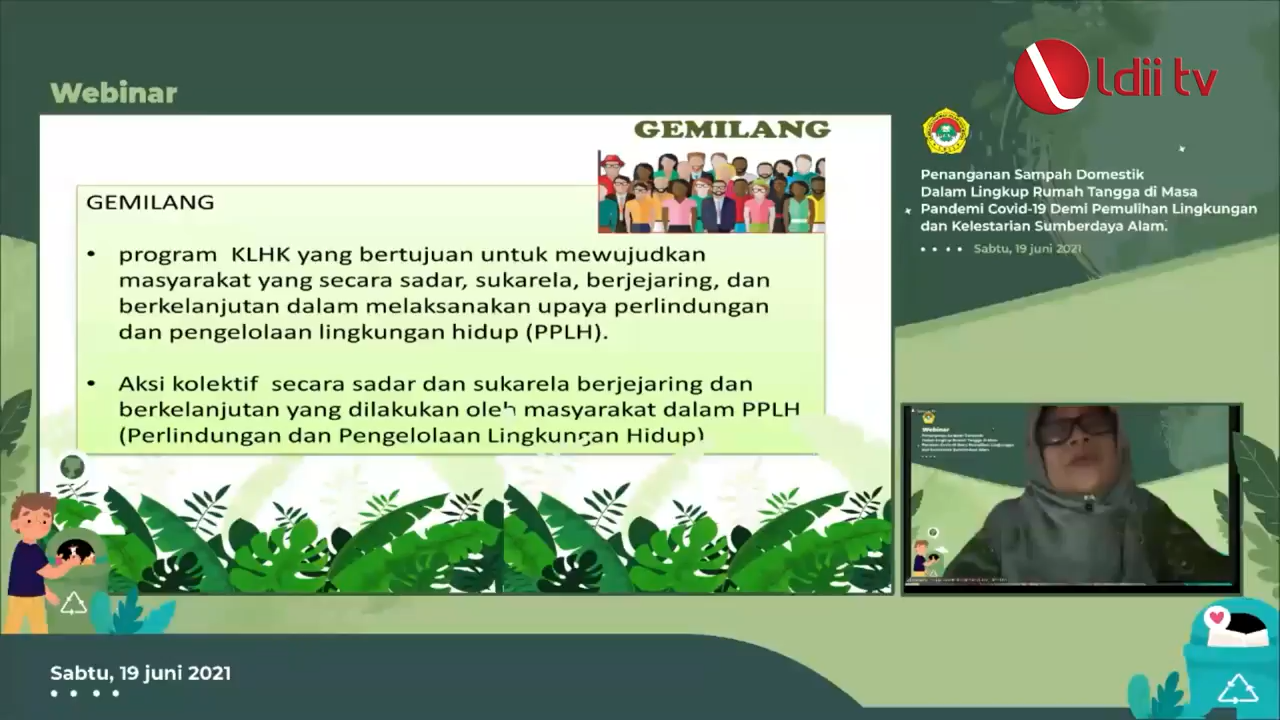 Webinar
ldii tv
GEMILANG
GEMILANG
• program KLHK yang bertujuan untuk mewujudkan
masyarakat yang secara sadar, sukarela, berjejaring, dan
berkelanjutan dalam melaksanakan upaya perlindungan
dan pengelolaan lingkungan hidup (PPLH).
• Aksi kolektif secara sadar dan sukarela berjejaring dan
berkelanjutan yang dilakukan oleh masyarakat dalam PPLH
(Perlindungan dan Pengelolaan Lingkungan Hidup)
Penanganan Sampah Domestik
Dalam Lingkup Rumah Tangga di Masa
Pandemi Covid-19 Demi Pemulihan Lingkungan
dan Kelestarian Sumberdaya Alam.
Sabtu, 19 juni 2021
Webinar
Sabtu, 19 juni 2021